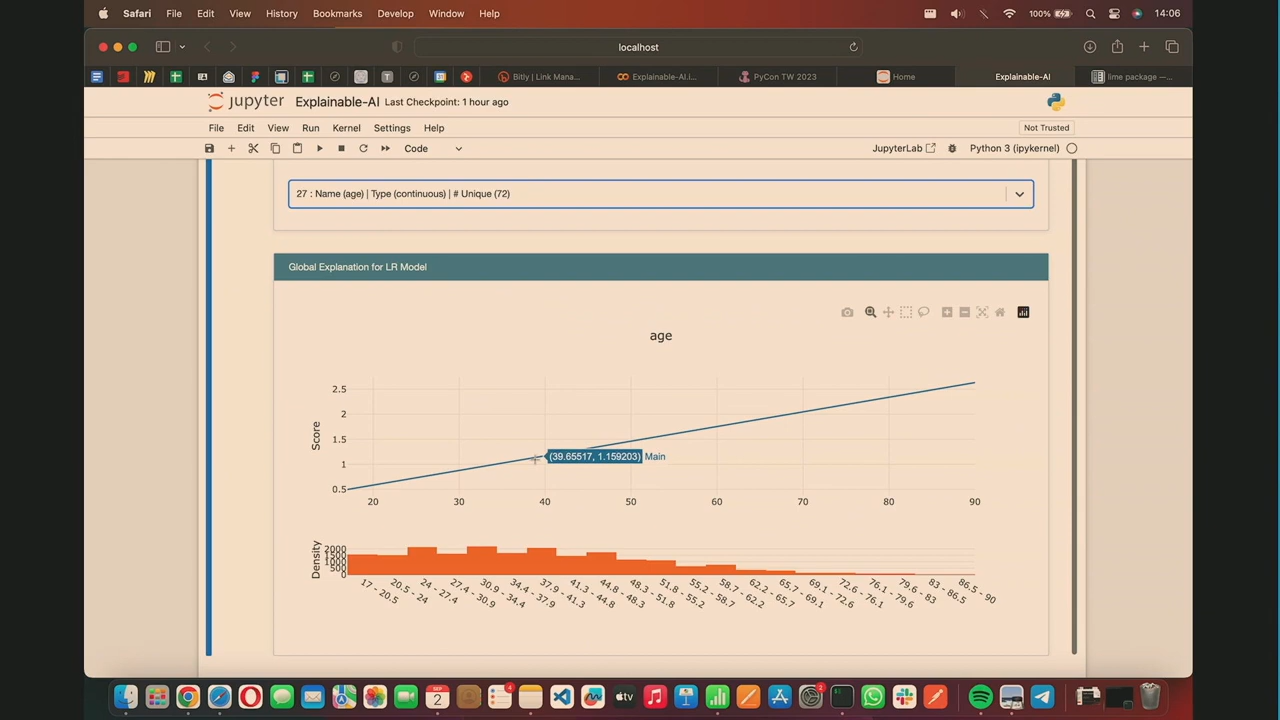 Safari File Edit View History Bookmarks Develop Window Help 100% 14:06
localhost
Bitly | Link Mana... Explainable-AI.i... PyCon TW 2023 Home Explainable-AI lime package —...
jupyter Explainable-AI Last Checkpoint: 1 hour ago
File Edit View Run Kernel Settings Help Not Trusted
Code JupyterLab Python 3 (ipykernel)
27 : Name (age) | Type (continuous) | # Unique (72)
Global Explanation for LR Model
age
2.5
2
1.5
1
0.5
Score
(39.65517, 1.159203) Main
20 30 40 50 60 70 80 90
Density
2000
1500
1000
500
0
17 - 20.5
20.5 - 24
24 - 27.4
27.4 - 30.9
30.9 - 34.4
34.4 - 37.9
37.9 - 41.3
41.3 - 44.8
44.8 - 48.3
48.3 - 51.8
51.8 - 55.2
55.2 - 58.7
58.7 - 62.2
62.2 - 65.7
65.7 - 69.1
69.1 - 72.6
72.6 - 76.1
76.1 - 79.6
79.6 - 83
83 - 86.5
86.5 - 90
SEP
2
4
2
tv